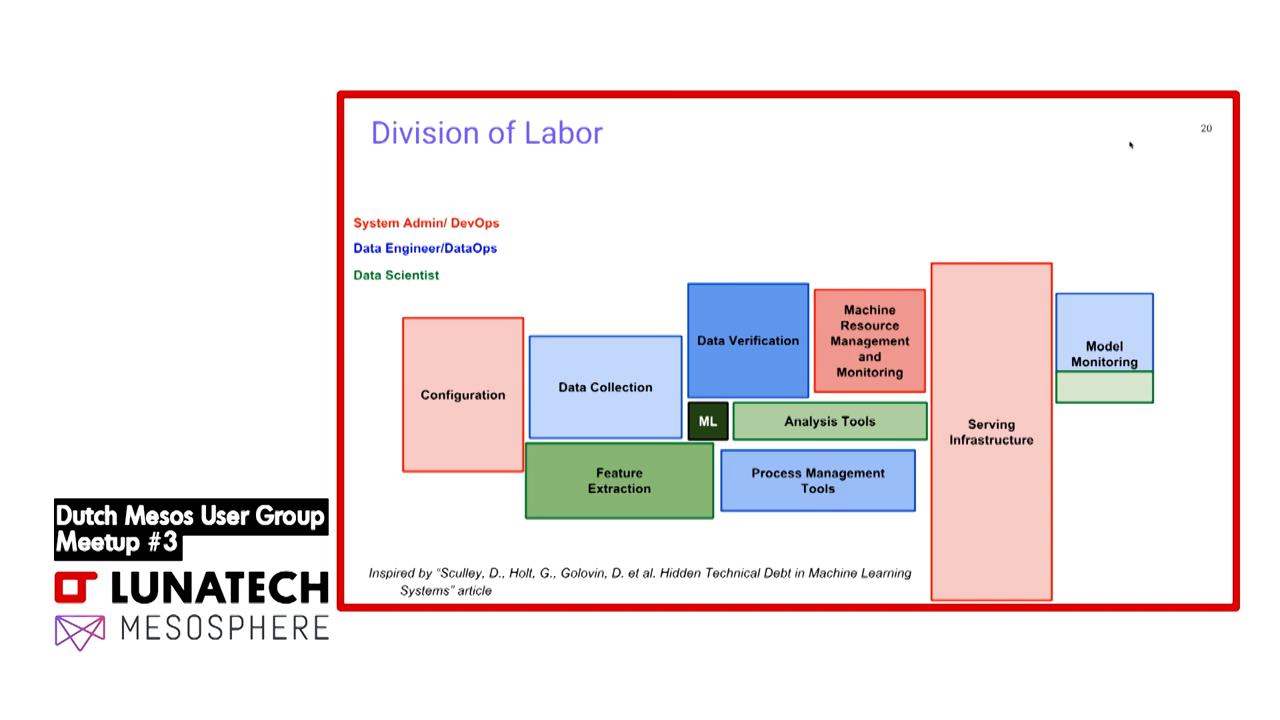 Division of Labor
20
System Admin/ DevOps
Data Engineer/DataOps
Data Scientist
Configuration
Data Collection
Data Verification
Machine
Resource
Management
and
Monitoring
Model
Monitoring
ML
Analysis Tools
Serving
Infrastructure
Feature
Extraction
Process Management
Tools
Inspired by “Sculley, D., Holt, G., Golovin, D. et al. Hidden Technical Debt in Machine Learning
Systems” article
Dutch Mesos User Group
Meetup #3
LUNATECH
MESOSPHERE